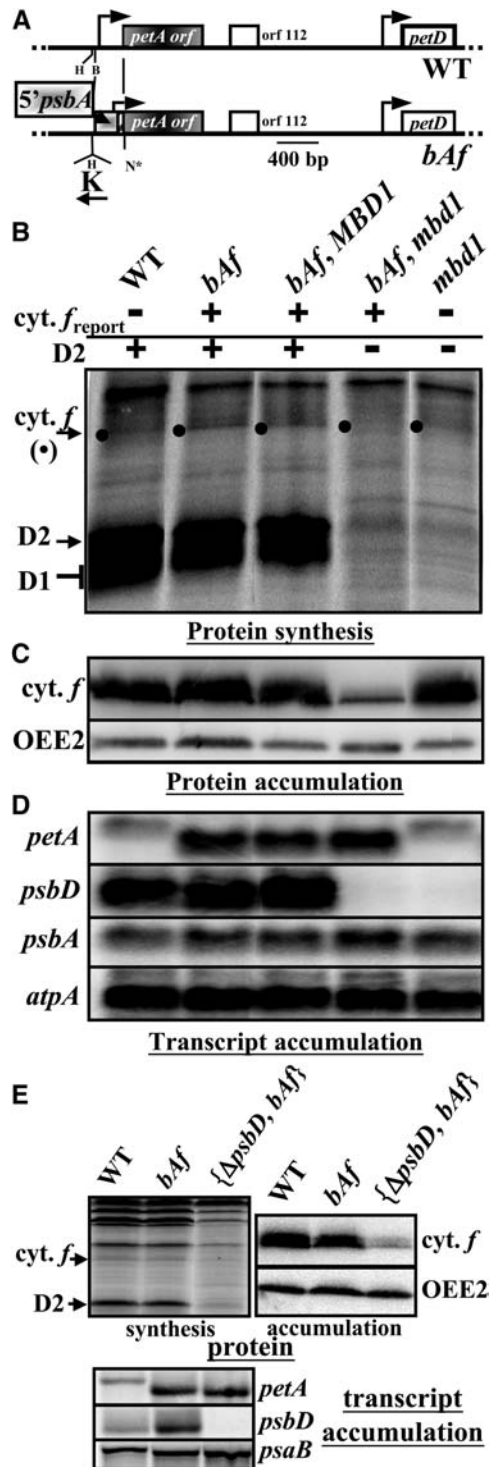 A
petA orf
orf 112
petD
H B
WT
5'psbA
petA orf
orf 112
petD
H
N*
400 bp
bAf
K
B
WT
bAf
bAf, MBD1
bAf, mbd1
mbd1
cyt. freport - + + + -
D2 + + + - -
cyt. f
(•)
D2
D1
Protein synthesis
C
cyt. f
OEE2
Protein accumulation
D
petA
psbD
psbA
atpA
Transcript accumulation
E
WT
bAf
{ΔpsbD, bAf}
WT
bAf
{ΔpsbD, bAf}
cyt. f
D2
cyt. f
OEE2
synthesis
accumulation
protein
petA
psbD
psaB
transcript
accumulation